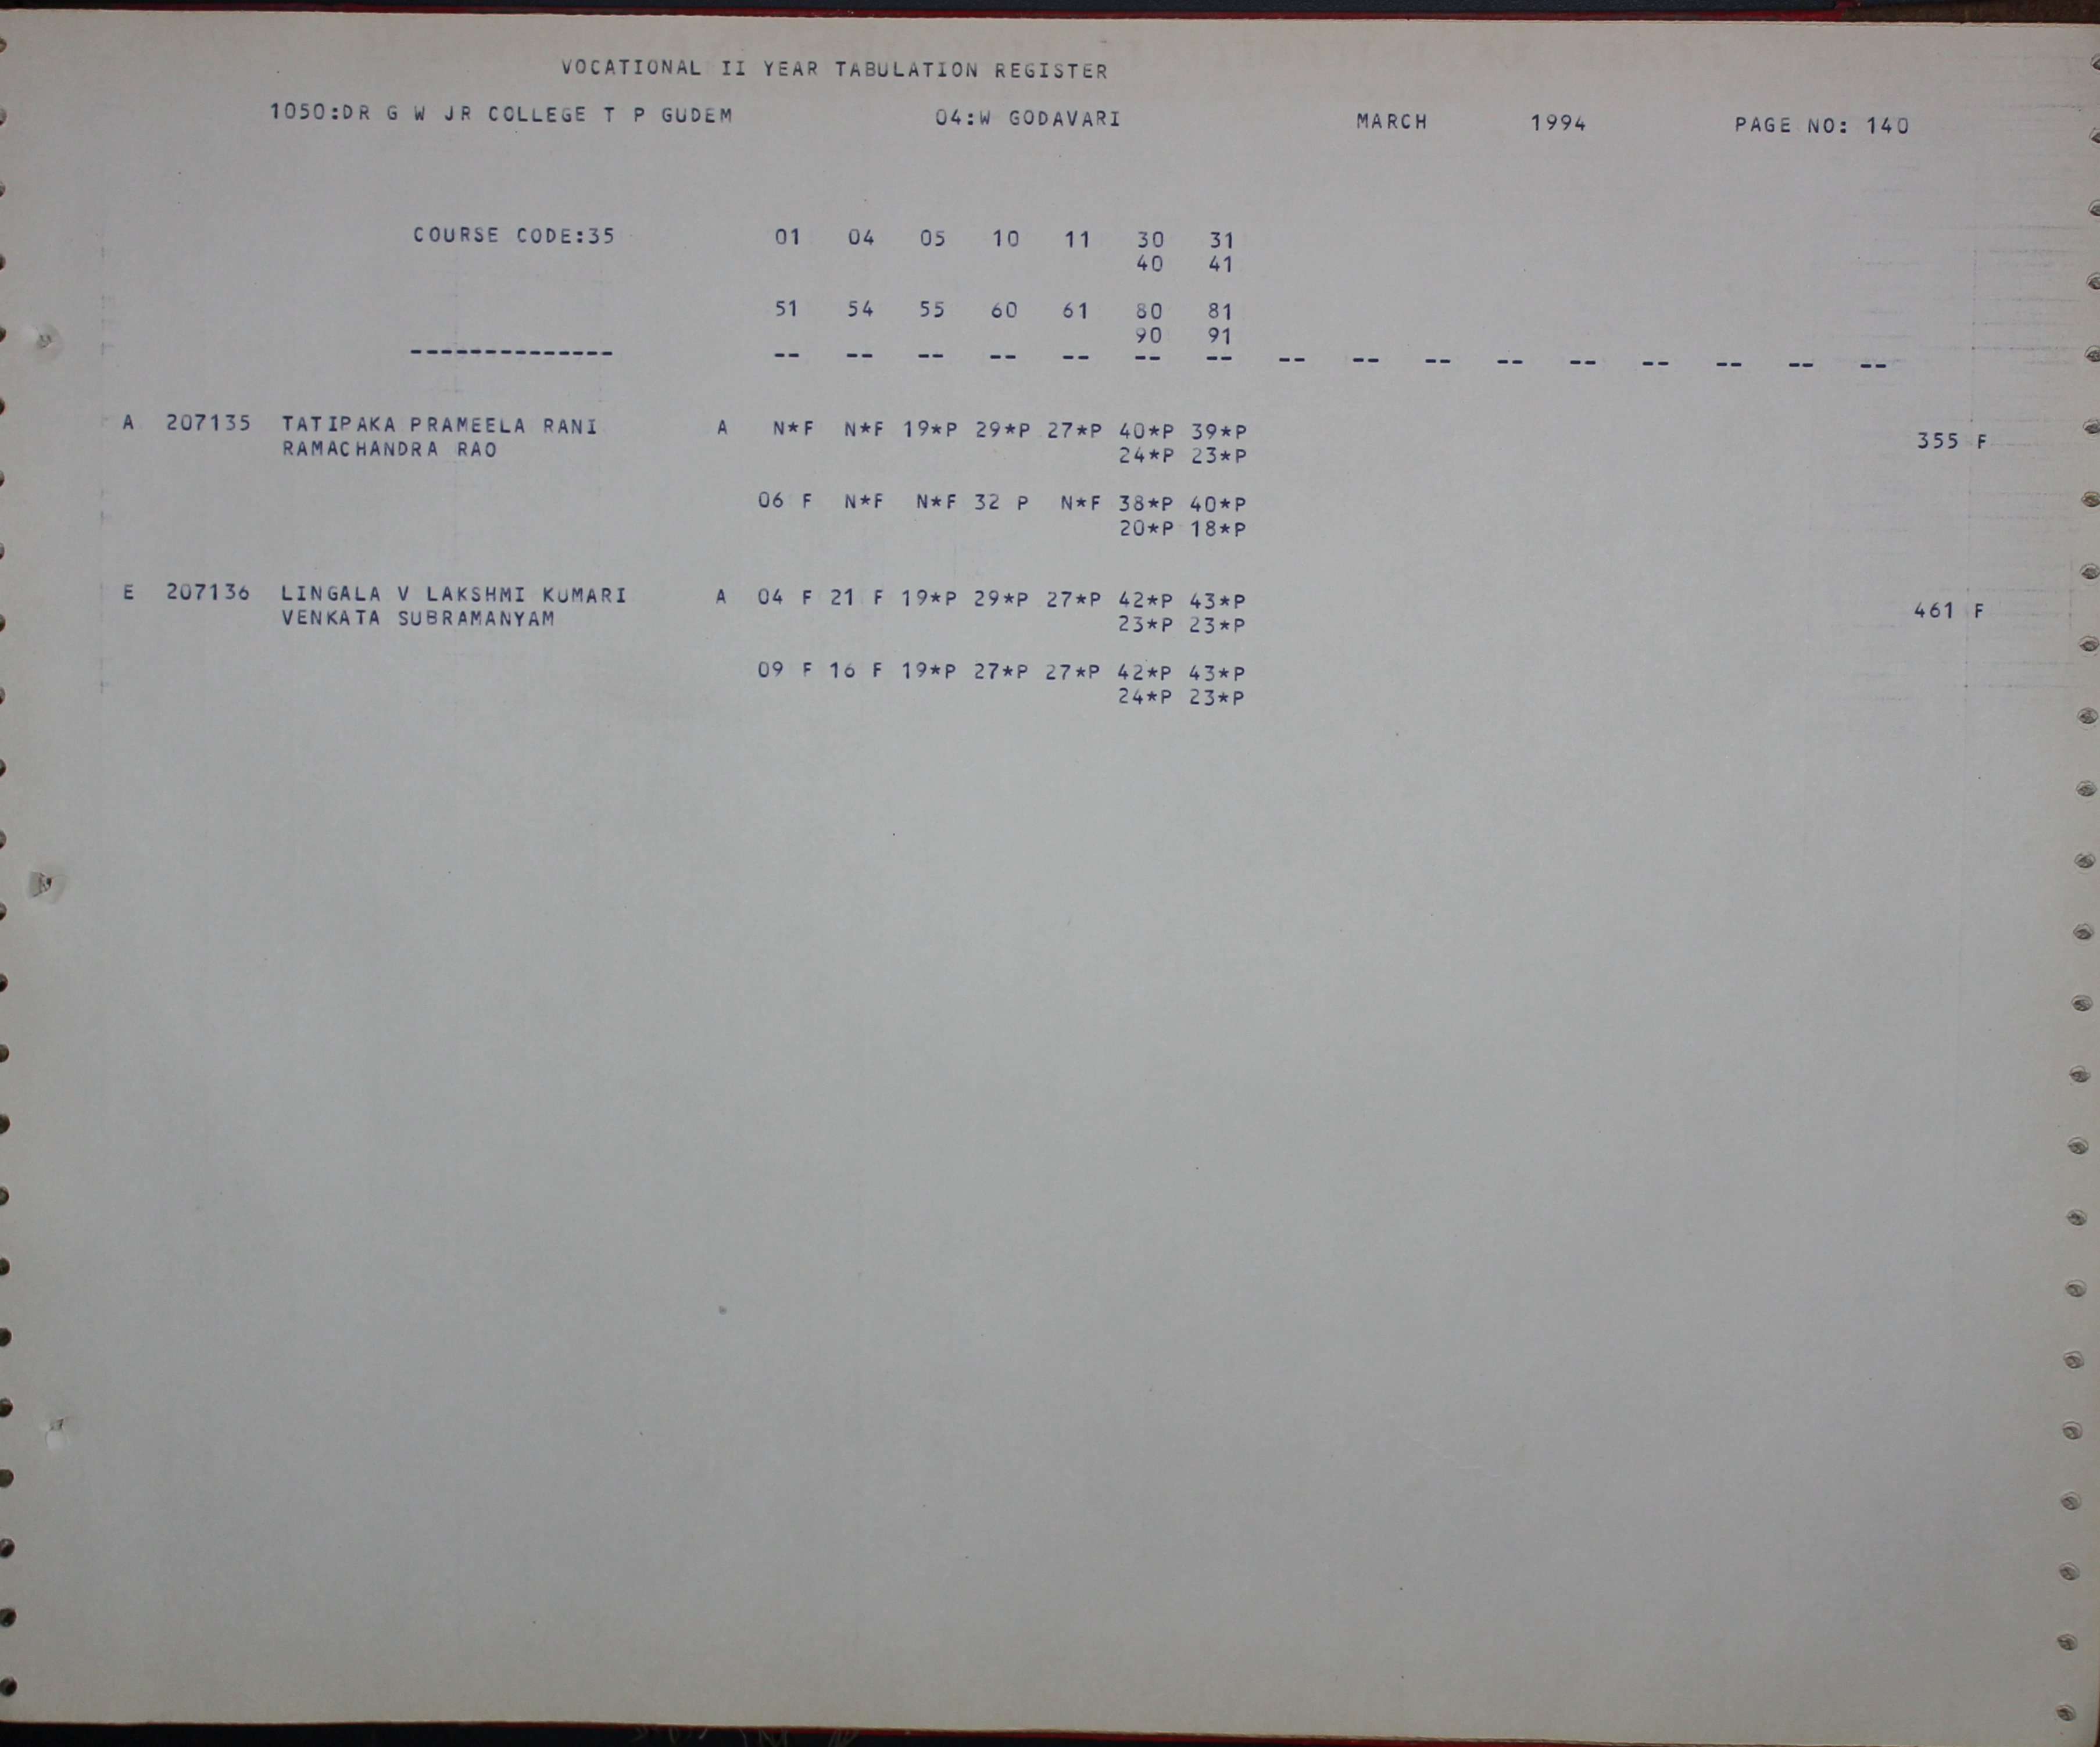 VOCATIONAL II YEAR TABULATION REGISTER
1050:DR G W JR COLLEGE T P GUDEM 04:W GODAVARI MARCH 1994 PAGE NO: 140
COURSE CODE:35 01 04 05 10 11 30 31
40 41
51 54 55 60 61 80 81
90 91
-------------- -- -- -- -- -- -- -- -- -- -- -- -- -- -- -- --
A 207135 TATIPAKA PRAMEELA RANI A N*F N*F 19*P 29*P 27*P 40*P 39*P 355 F
RAMACHANDRA RAO 24*P 23*P
06 F N*F N*F 32 P N*F 38*P 40*P
20*P 18*P
E 207136 LINGALA V LAKSHMI KUMARI A 04 F 21 F 19*P 29*P 27*P 42*P 43*P 461 F
VENKATA SUBRAMANYAM 23*P 23*P
09 F 16 F 19*P 27*P 27*P 42*P 43*P
24*P 23*P